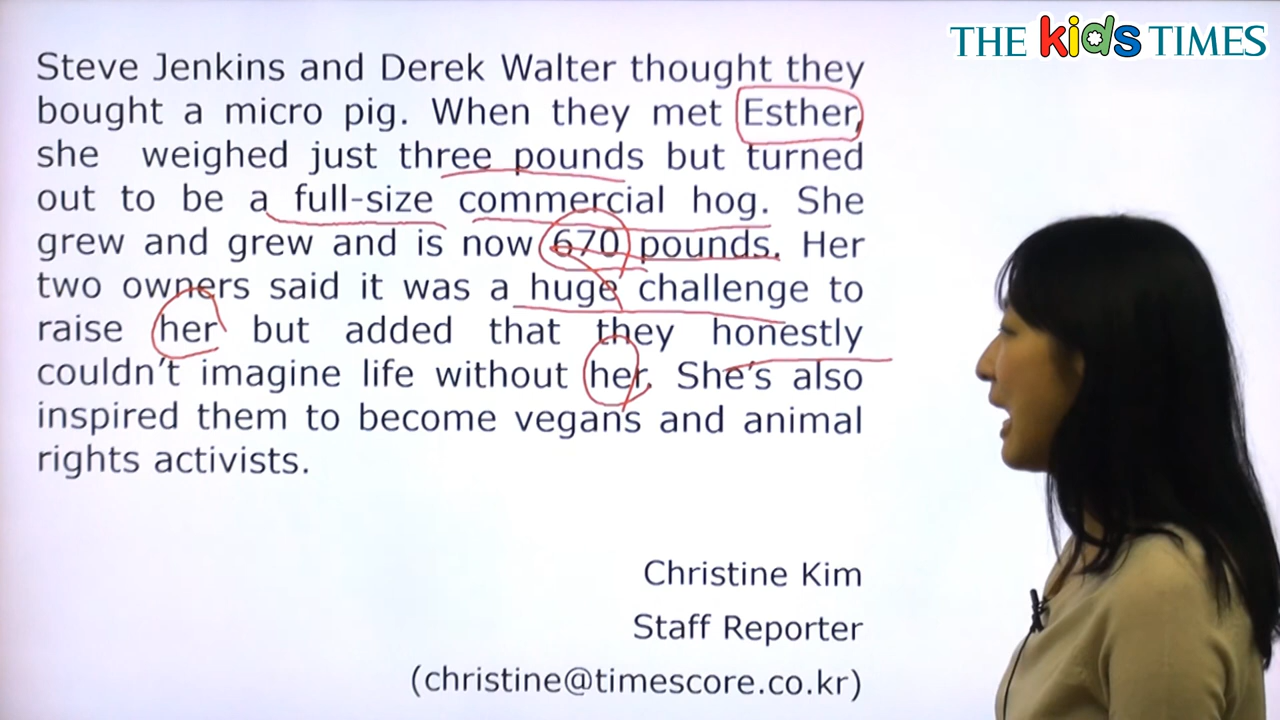 THE kids TIMES
Steve Jenkins and Derek Walter thought they
bought a micro pig. When they met Esther,
she weighed just three pounds but turned
out to be a full-size commercial hog. She
grew and grew and is now 670 pounds. Her
two owners said it was a huge challenge to
raise her but added that they honestly
couldn't imagine life without her. She's also
inspired them to become vegans and animal
rights activists.
Christine Kim
Staff Reporter
(christine@timescore.co.kr)